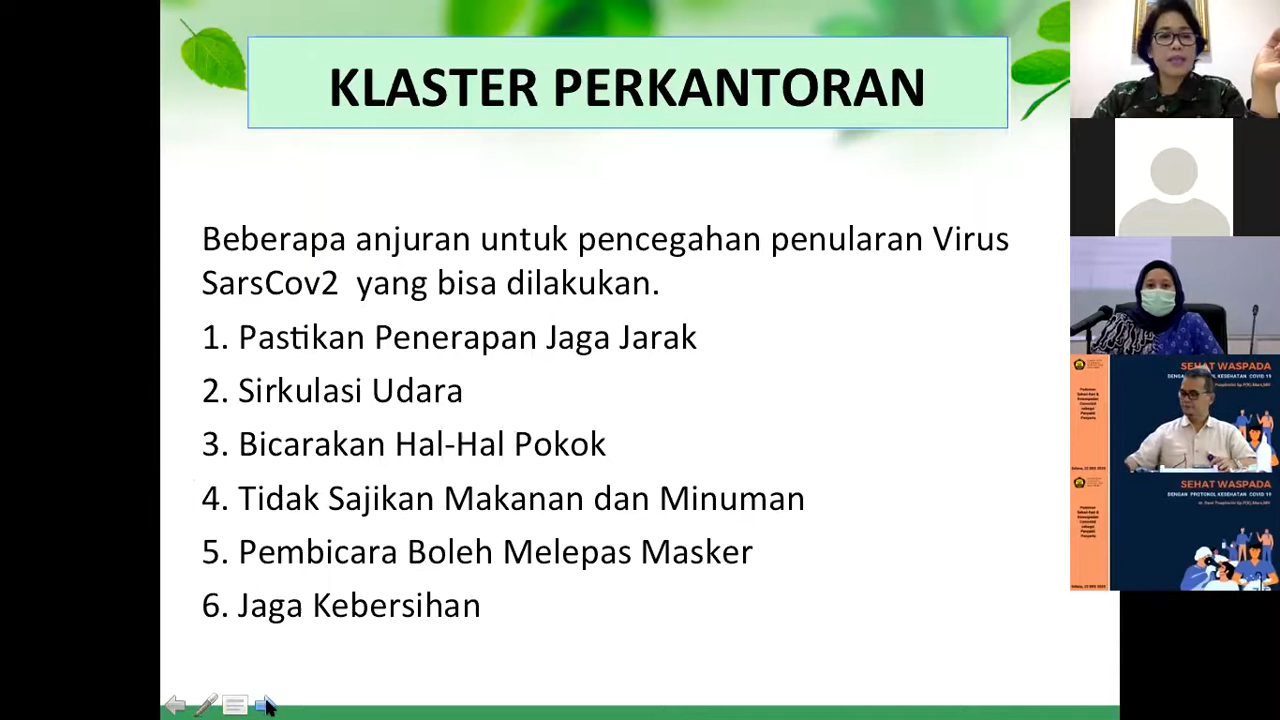 KLASTER PERKANTORAN
Beberapa anjuran untuk pencegahan penularan Virus
SarsCov2 yang bisa dilakukan.
1. Pastikan Penerapan Jaga Jarak
2. Sirkulasi Udara
3. Bicarakan Hal-Hal Pokok
4. Tidak Sajikan Makanan dan Minuman
5. Pembicara Boleh Melepas Masker
6. Jaga Kebersihan
SEHAT WASPADA
DENGAN PROTOKOL KESEHATAN COVID 19
SEHAT WASPADA
DENGAN PROTOKOL KESEHATAN COVID 19